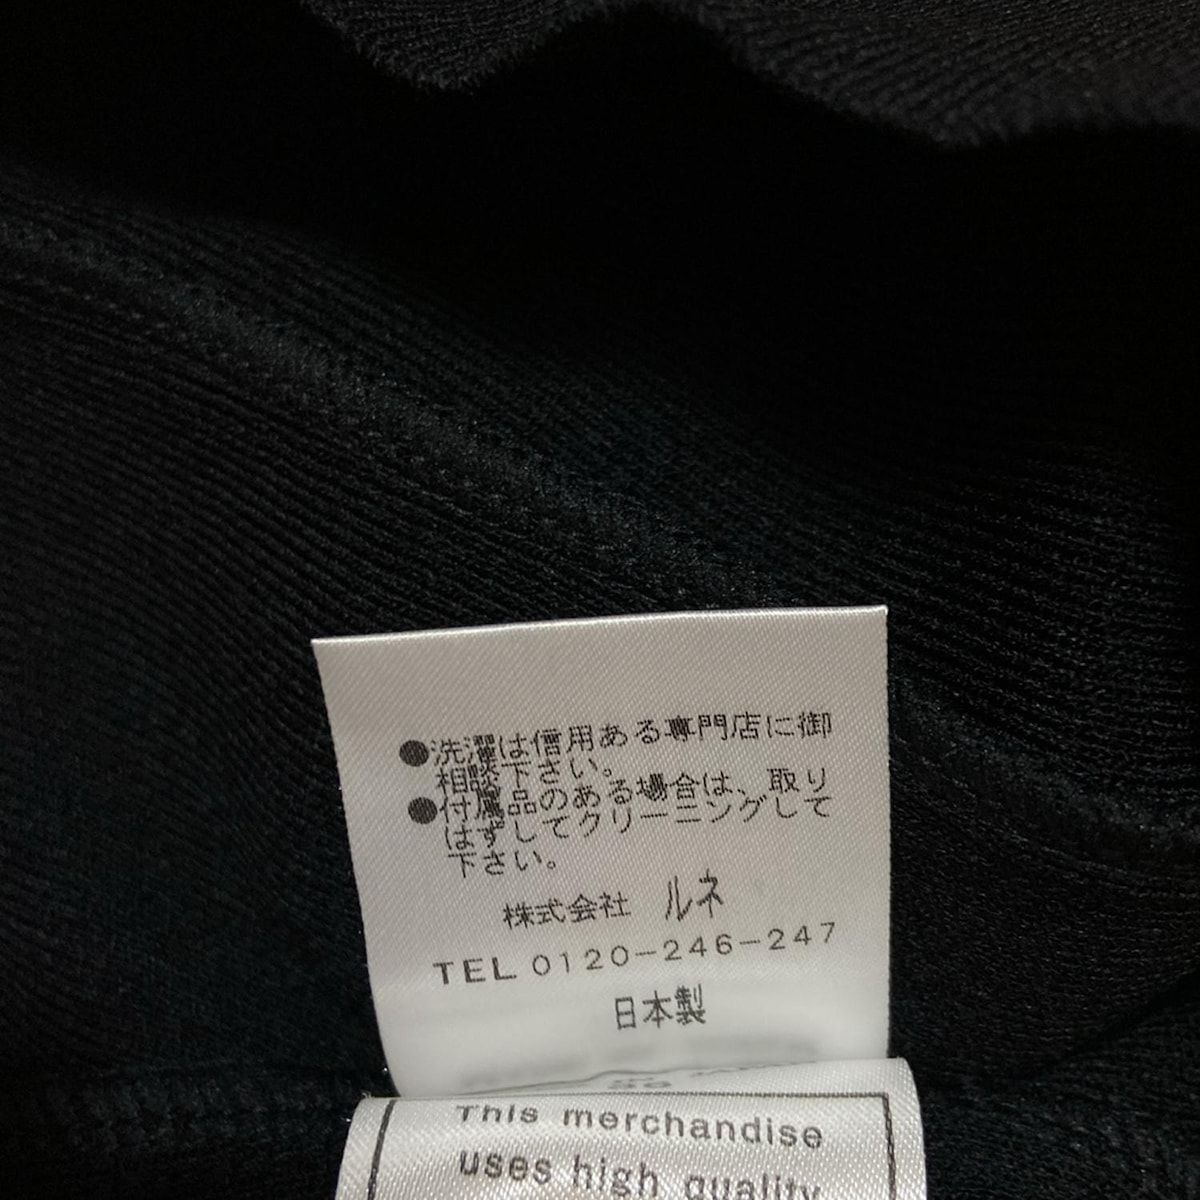 ●洗濯は信用ある専門店に御
相談下さい。
●付属品のある場合は、取り
はずしてクリーニングして
下さい。
株式会社 ルネ
TEL 0120-246-247
日本製
This merchandise
uses high quality